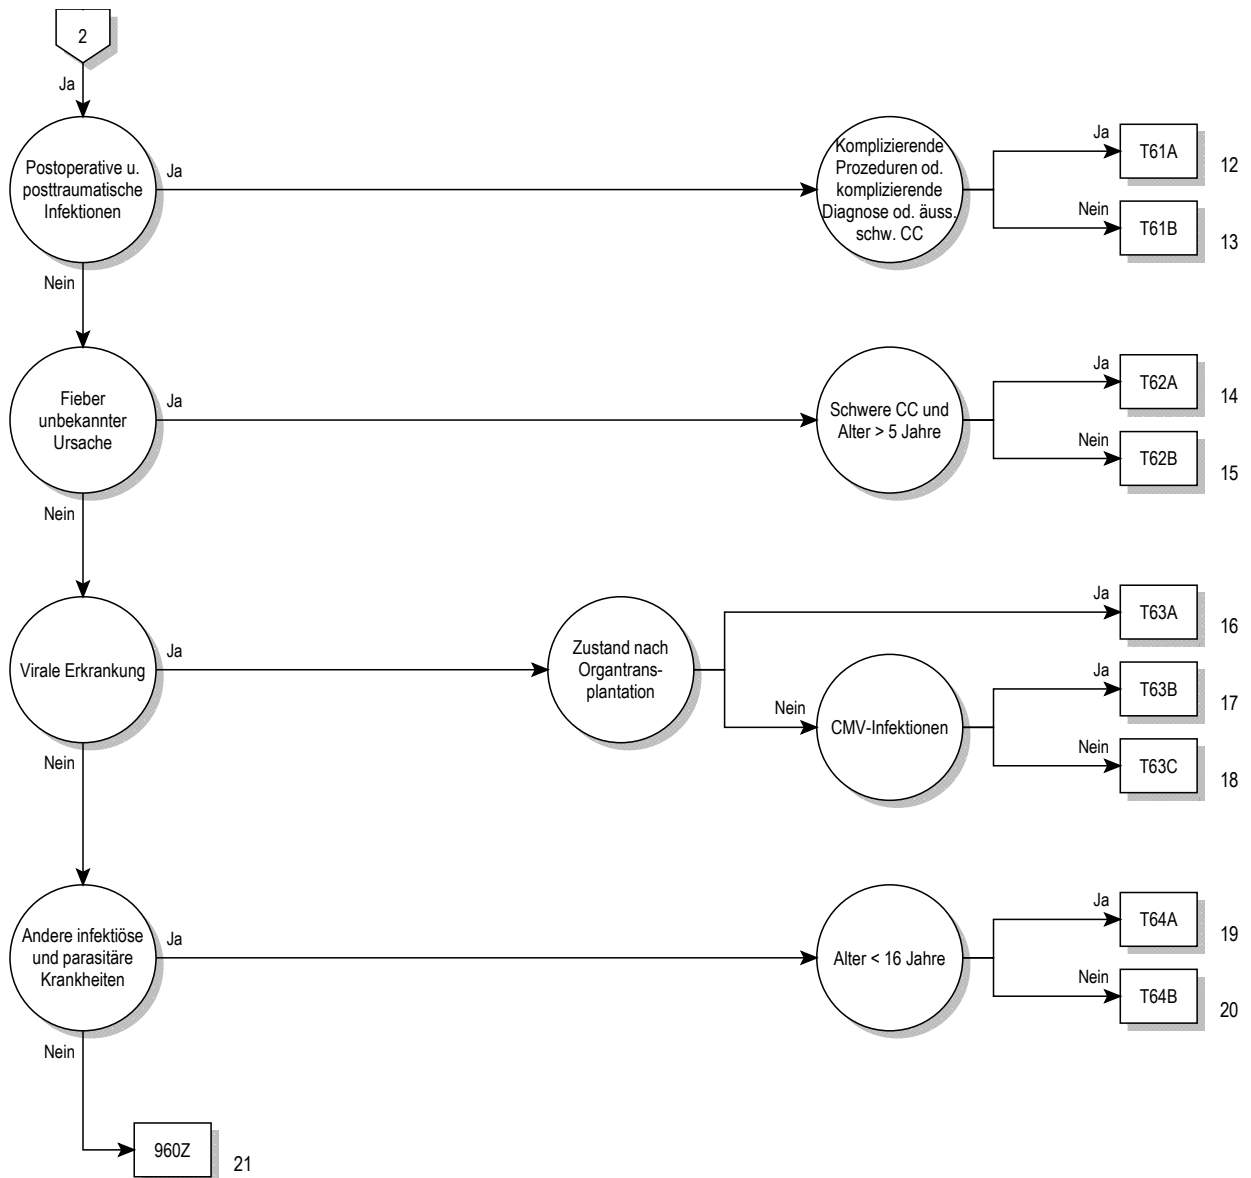 2
Ja
Postoperative u.
posttraumatische
Infektionen
Ja
Komplizierende
Prozeduren od.
komplizierende
Diagnose od. äuss.
schw. CC
Ja
T61A
12
Nein
T61B
13
Nein
Fieber
unbekannter
Ursache
Ja
Schwere CC und
Alter > 5 Jahre
Ja
T62A
14
Nein
T62B
15
Nein
Virale Erkrankung
Ja
Zustand nach
Organtrans-
plantation
Ja
T63A
16
Nein
CMV-Infektionen
Ja
T63B
17
Nein
T63C
18
Nein
Andere infektiöse
und parasitäre
Krankheiten
Ja
Alter < 16 Jahre
Ja
T64A
19
Nein
T64B
20
Nein
960Z
21